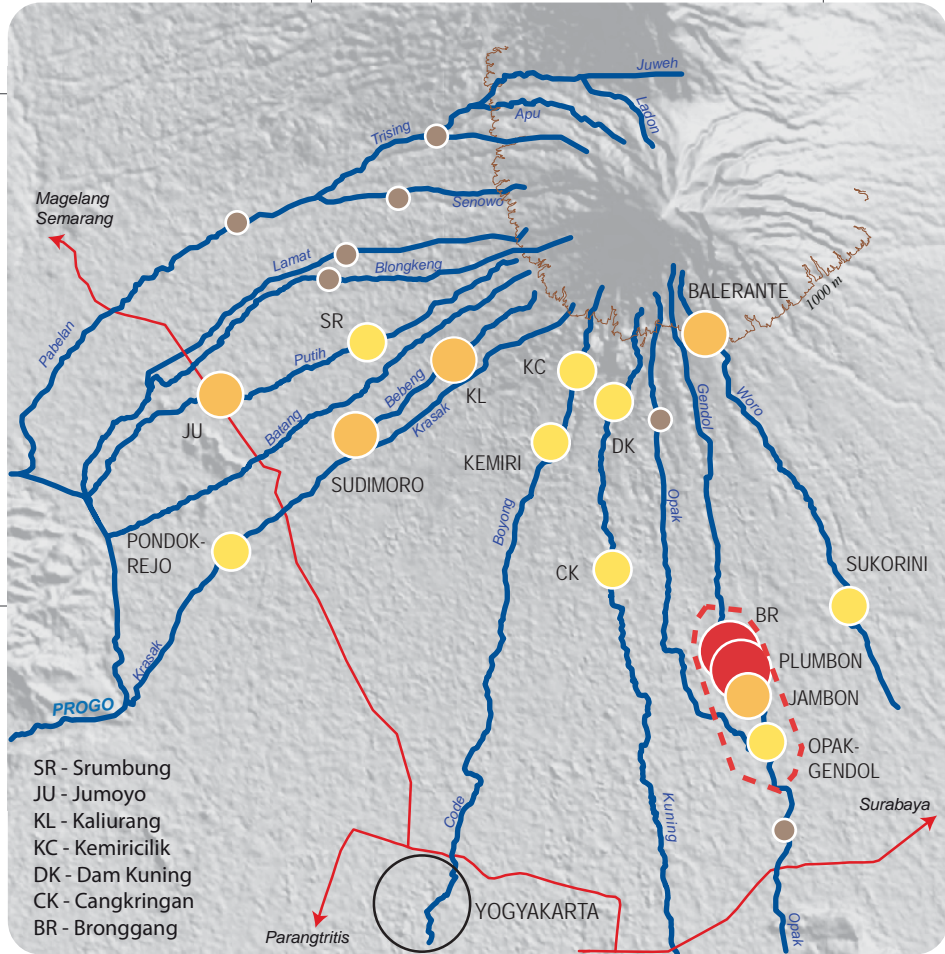 Juweh
Ladon
Apu
Trising
Magelang
Semarang
Senowo
Lamat
Blongkeng
BALERANTE
1000 m
SR
Pabelan
Putih
KC
Woro
Gendol
Bebeng
KL
JU
Batang
Krasak
DK
KEMIRI
SUDIMORO
Opak
Boyong
PONDOK-
REJO
CK
SUKORINI
BR
Krasak
PLUMBON
JAMBON
PROGO
OPAK-
GENDOL
SR - Srumbung
JU - Jumoyo
KL - Kaliurang
KC - Kemiricilik
DK - Dam Kuning
CK - Cangkringan
BR - Bronggang
Code
Kuning
Surabaya
YOGYAKARTA
Parangtritis
Opak